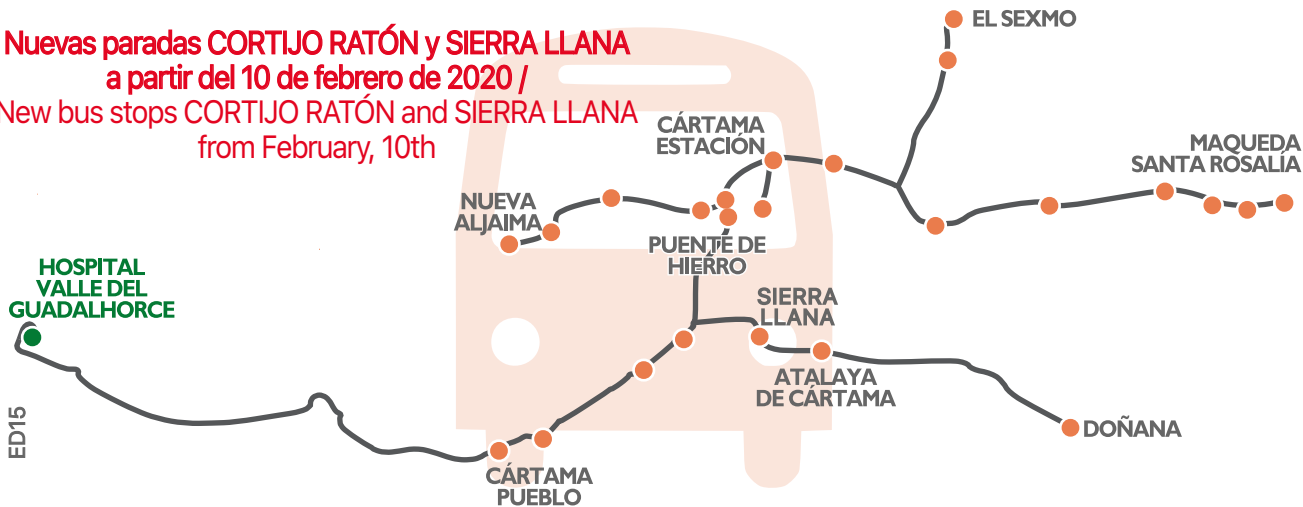 Nuevas paradas CORTIJO RATÓN y SIERRA LLANA
a partir del 10 de febrero de 2020 /
New bus stops CORTIJO RATÓN and SIERRA LLANA
from February, 10th
EL SEXMO
CÁRTAMA
ESTACIÓN
MAQUEDA
SANTA ROSALÍA
NUEVA
ALJAIMA
PUENTE DE
HIERRO
HOSPITAL
VALLE DEL
GUADALHORCE
SIERRA
LLANA
ATALAYA
DE CÁRTAMA
DOÑANA
CÁRTAMA
PUEBLO
ED15